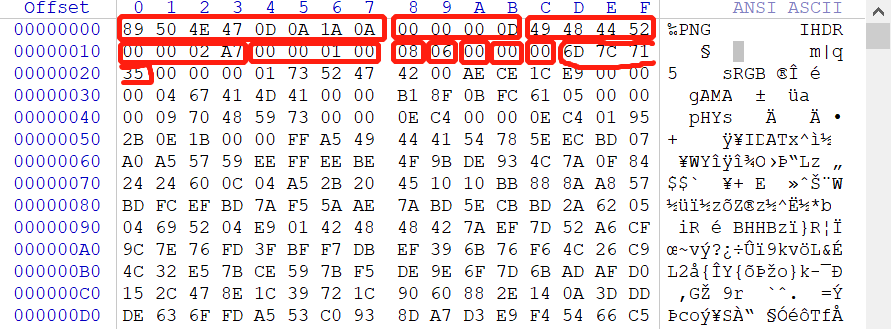 Offset 0 1 2 3 4 5 6 7 8 9 A B C D E F ANSI ASCII
00000000 89 50 4E 47 0D 0A 1A 0A 00 00 00 0D 49 48 44 52 ‰PNG IHDR
00000010 00 00 02 A7 00 00 01 00 08 06 00 00 00 6D 7C 71 § m|q
00000020 35 00 00 00 01 73 52 47 42 00 AE CE 1C E9 00 00 5 sRGB ®Î é
00000030 00 04 67 41 4D 41 00 00 B1 8F 0B FC 61 05 00 00 gAMA ± üa
00000040 00 09 70 48 59 73 00 00 0E C4 00 00 0E C4 01 95 pHYs Ä Ä •
00000050 2B 0E 1B 00 00 FF A5 49 44 41 54 78 5E EC BD 07 + ÿ¥IDATx^ì½
00000060 A0 A5 57 59 EE FF EE BE 4F 9B DE 93 4C 7A 0F 84 ¥WYîÿî¾O›Þ“Lz „
00000070 24 24 60 0C 04 A5 2B 20 45 10 10 BB 88 8A A8 57 $$` ¥+ E »ˆŠ¨W
00000080 BD FC EF BD 7A F5 5A AE 7A BD 5E CB BD 2A 62 05 ½üï½zõZ®z½^Ë½*b
00000090 04 69 52 04 E9 01 42 48 48 42 7A EF 7D 52 A6 CF iR é BHHBzï}R¦Ï
000000A0 9C 7E 76 FD 3F BF F7 DB EF 39 6B 76 F6 4C 26 C9 œ~vý?¿÷Ûï9kvöL&É
000000B0 4C 32 E5 7B CE 59 7B F5 DE 9E 6F 7D 6B AD AF D0 L2å{ÎY{õÞžo}k-¯Ð
000000C0 15 2C 47 8E 1C 39 72 1C 90 60 88 2E 14 0A 3D DD ,GŽ 9r `ˆ. =Ý
000000D0 DE 63 6F FD A5 53 C0 93 8D A7 D3 E9 F4 54 66 C5 Þcoý¥SÀ“ §ÓéôTfÅ